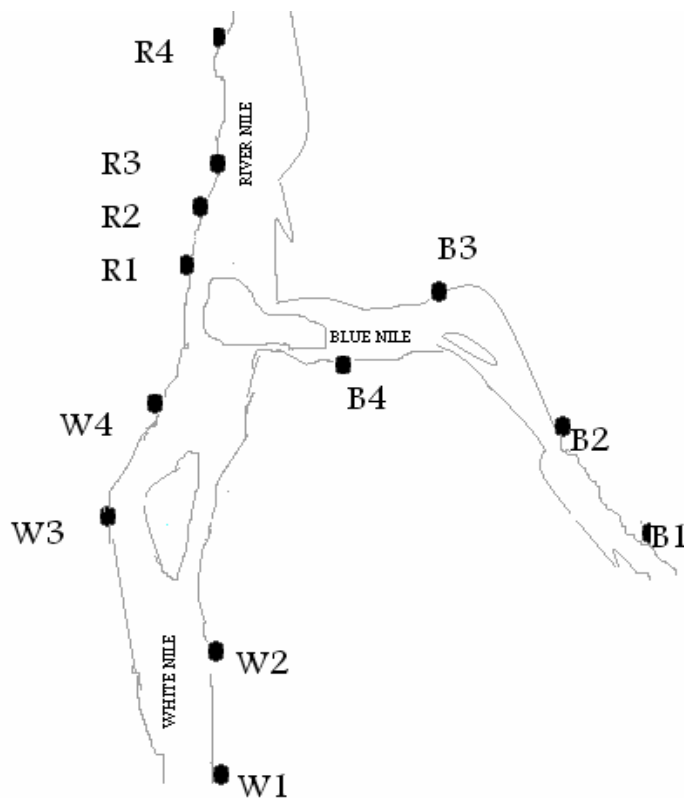 R4
RIVER NILE
R3
R2
R1
B3
BLUE NILE
B4
W4
B2
W3
B1
WHITE NILE
W2
W1